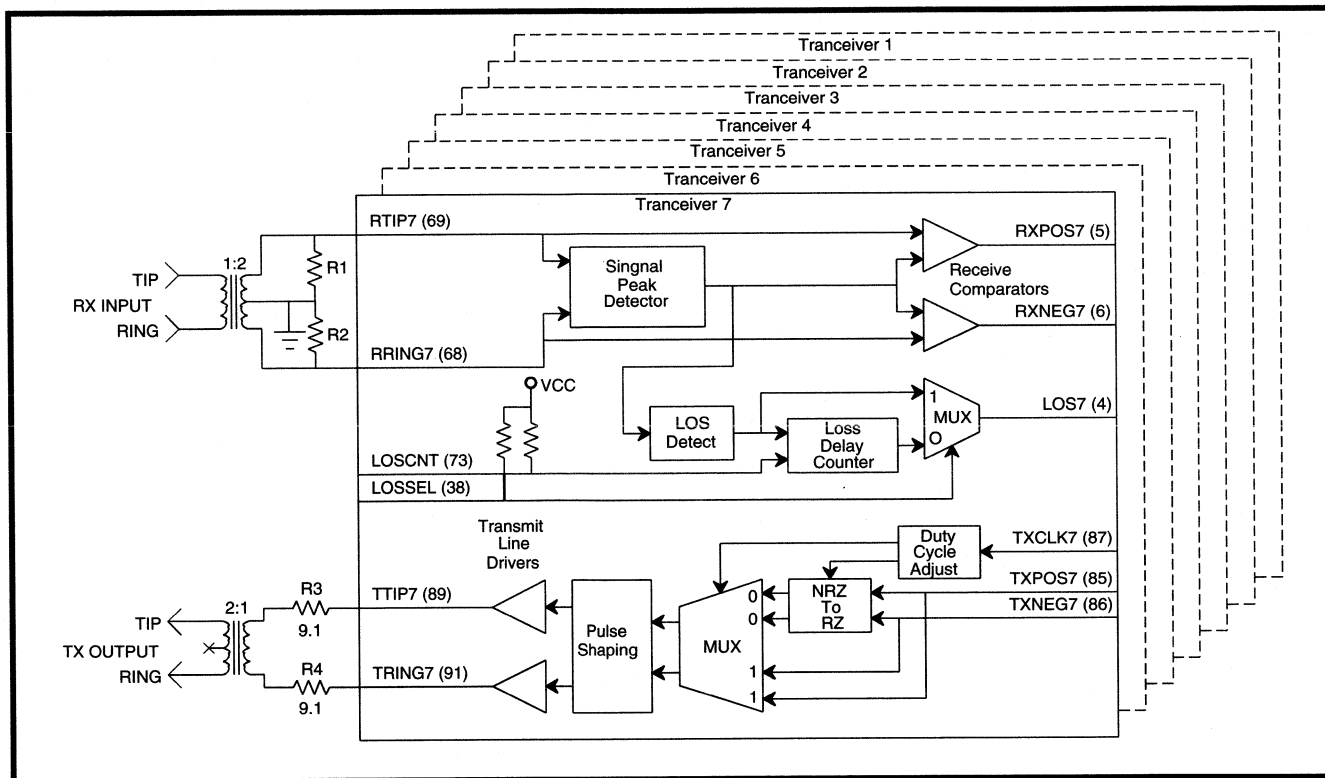 Tranceiver 1
Tranceiver 2
Tranceiver 3
Tranceiver 4
Tranceiver 5
Tranceiver 6
Tranceiver 7
RTIP7 (69)
RXPOS7 (5)
1:2
R1
TIP
RX INPUT
RING
R2
Singnal
Peak
Detector
Receive
Comparators
RXNEG7 (6)
RRING7 (68)
VCC
LOS
Detect
Loss
Delay
Counter
1
MUX
O
LOS7 (4)
LOSCNT (73)
LOSSEL (38)
Transmit
Line
Drivers
Duty
Cycle
Adjust
TXCLK7 (87)
TXPOS7 (85)
TXNEG7 (86)
NRZ
To
RZ
0
0
MUX
1
1
Pulse
Shaping
R3
9.1
TTIP7 (89)
2:1
TIP
TX OUTPUT
RING
R4
9.1
TRING7 (91)